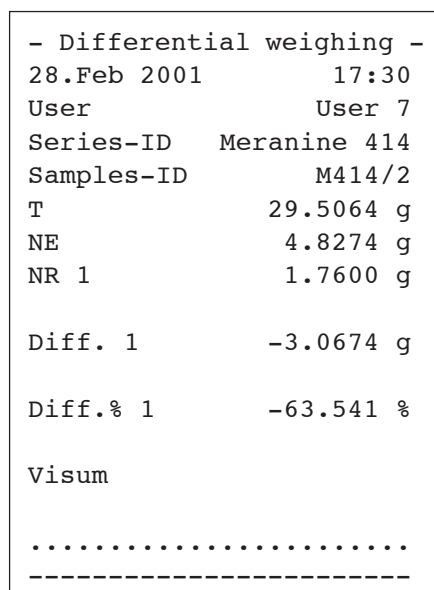 - Differential weighing -
28.Feb 2001 17:30
User User 7
Series-ID Meranine 414
Samples-ID M414/2
T 29.5064 g
NE 4.8274 g
NR 1 1.7600 g
Diff. 1 -3.0674 g
Diff.% 1 -63.541 %
Visum
........................
------------------------